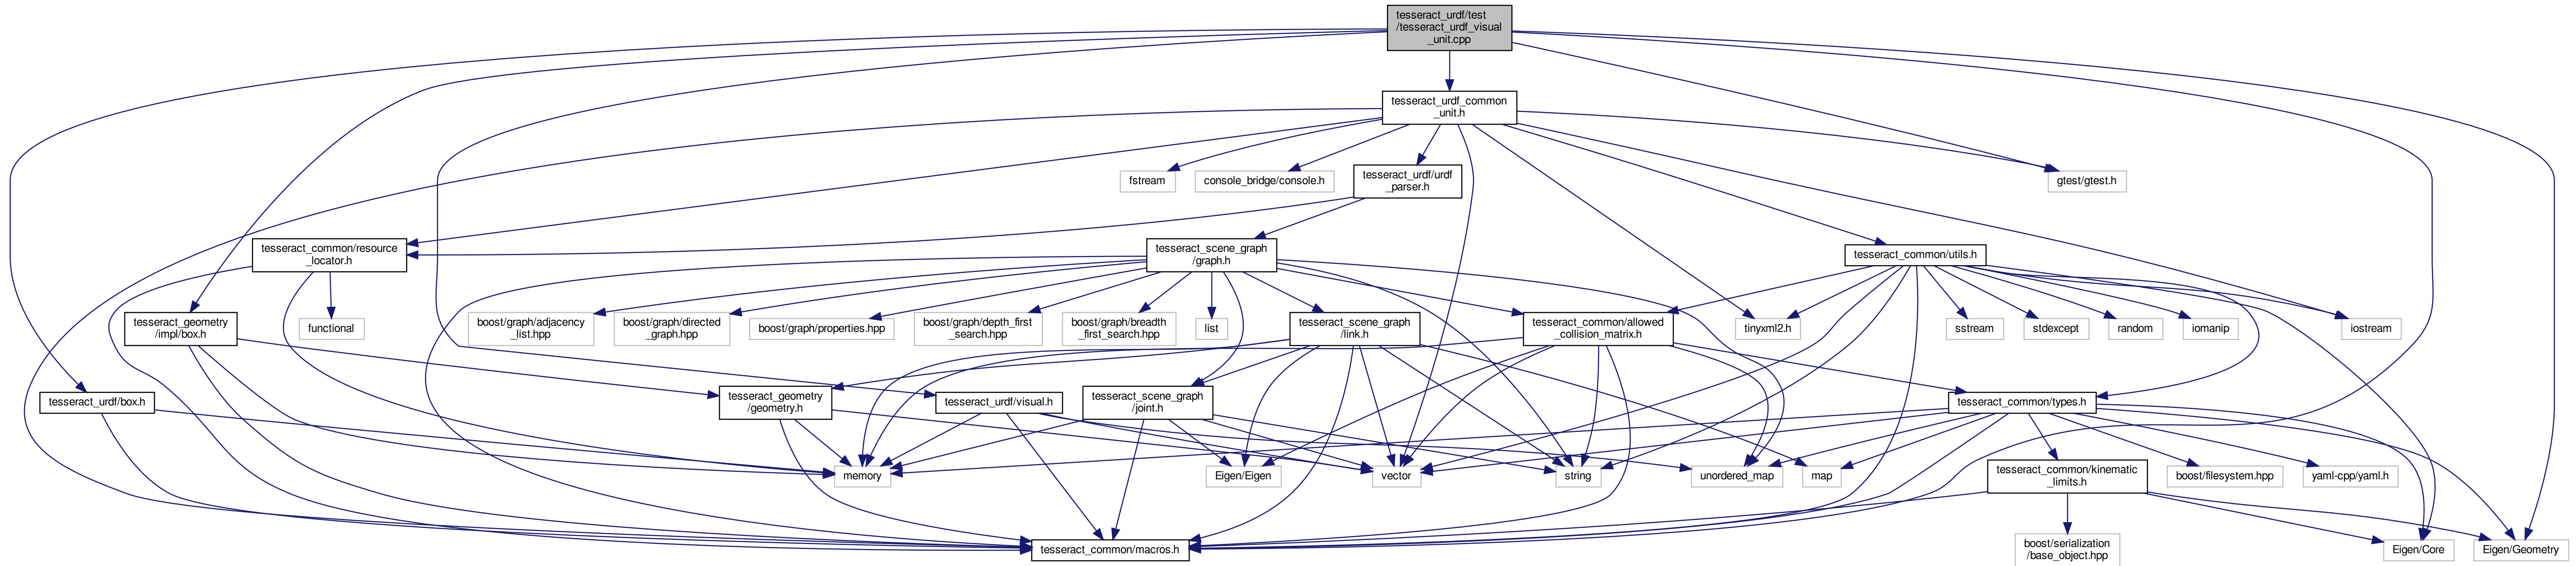 tesseract_urdf/test
/tesseract_urdf_visual
_unit.cpp
tesseract_urdf_common
_unit.h
fstream
console_bridge/console.h
tesseract_urdf/urdf
_parser.h
gtest/gtest.h
tesseract_common/resource
_locator.h
tesseract_scene_graph
/graph.h
tesseract_common/utils.h
tesseract_geometry
/impl/box.h
functional
boost/graph/adjacency
_list.hpp
boost/graph/directed
_graph.hpp
boost/graph/properties.hpp
boost/graph/depth_first
_search.hpp
boost/graph/breadth
_first_search.hpp
list
tesseract_scene_graph
/link.h
tesseract_common/allowed
_collision_matrix.h
tinyxml2.h
sstream
stdexcept
random
iomanip
iostream
tesseract_urdf/box.h
tesseract_geometry
/geometry.h
tesseract_urdf/visual.h
tesseract_scene_graph
/joint.h
tesseract_common/types.h
memory
Eigen/Eigen
vector
string
unordered_map
map
tesseract_common/kinematic
_limits.h
boost/filesystem.hpp
yaml-cpp/yaml.h
tesseract_common/macros.h
boost/serialization
/base_object.hpp
Eigen/Core
Eigen/Geometry